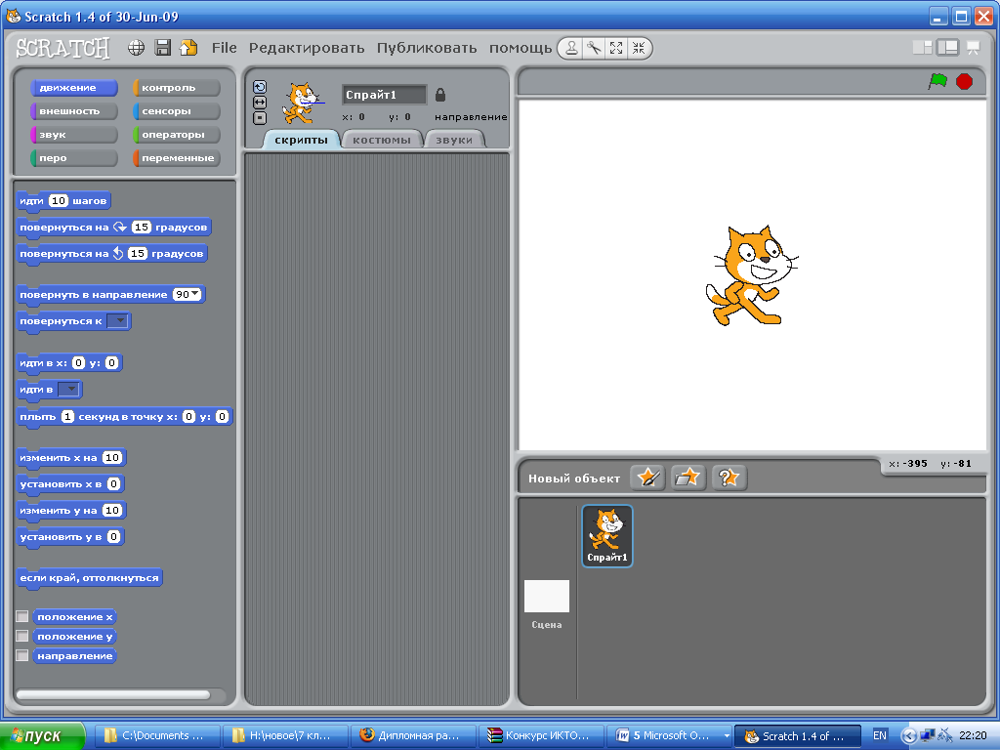 Scratch 1.4 of 30-Jun-09
SCRATCH File Редактировать Публиковать помощь
движение контроль
внешность сенсоры
звук операторы
перо переменные
идти 10 шагов
повернуться на 15 градусов
повернуться на 15 градусов
повернуть в направление 90
повернуться к
идти в x: 0 y: 0
идти в
плыть 1 секунд в точку x: 0 y: 0
изменить x на 10
установить x в 0
изменить y на 10
установить y в 0
если край, оттолкнуться
положение x
положение y
направление
Спрайт1
x: 0 y: 0 направление
скрипты костюмы звуки
x: -395 y: -81
Новый объект
Спрайт1
Сцена
пуск C:\Documents ... H:\новое\7 кл... Дипломная ра... Конкурс ИКТО... 5 Microsoft O... Scratch 1.4 of ... EN 22:20